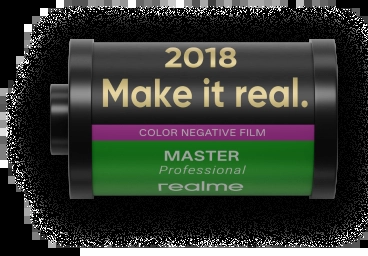 2018
Make it real.
COLOR NEGATIVE FILM
MASTER
Professional
realme